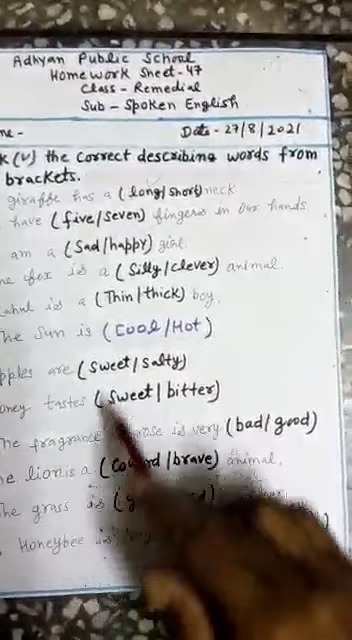 Adhyan Public School
Homework Sheet-47
Class - Remedial
Sub - Spoken English
Date - 27/8/2021
(✓) the correct describing words from
brackets.
giraffe has a (long/short) neck
have (five/seven) fingers in our hands.
am a (Sad/happy) girl.
fox is a (Silly/clever) animal.
is a (Thin/thick) boy.
The Sun is (Cool/Hot)
are (Sweet/Salty)
tastes (Sweet/bitter)
The fragrance rose is very (bad/good)
lion is a (/brave) animal.
The grass is (
Honeybee is